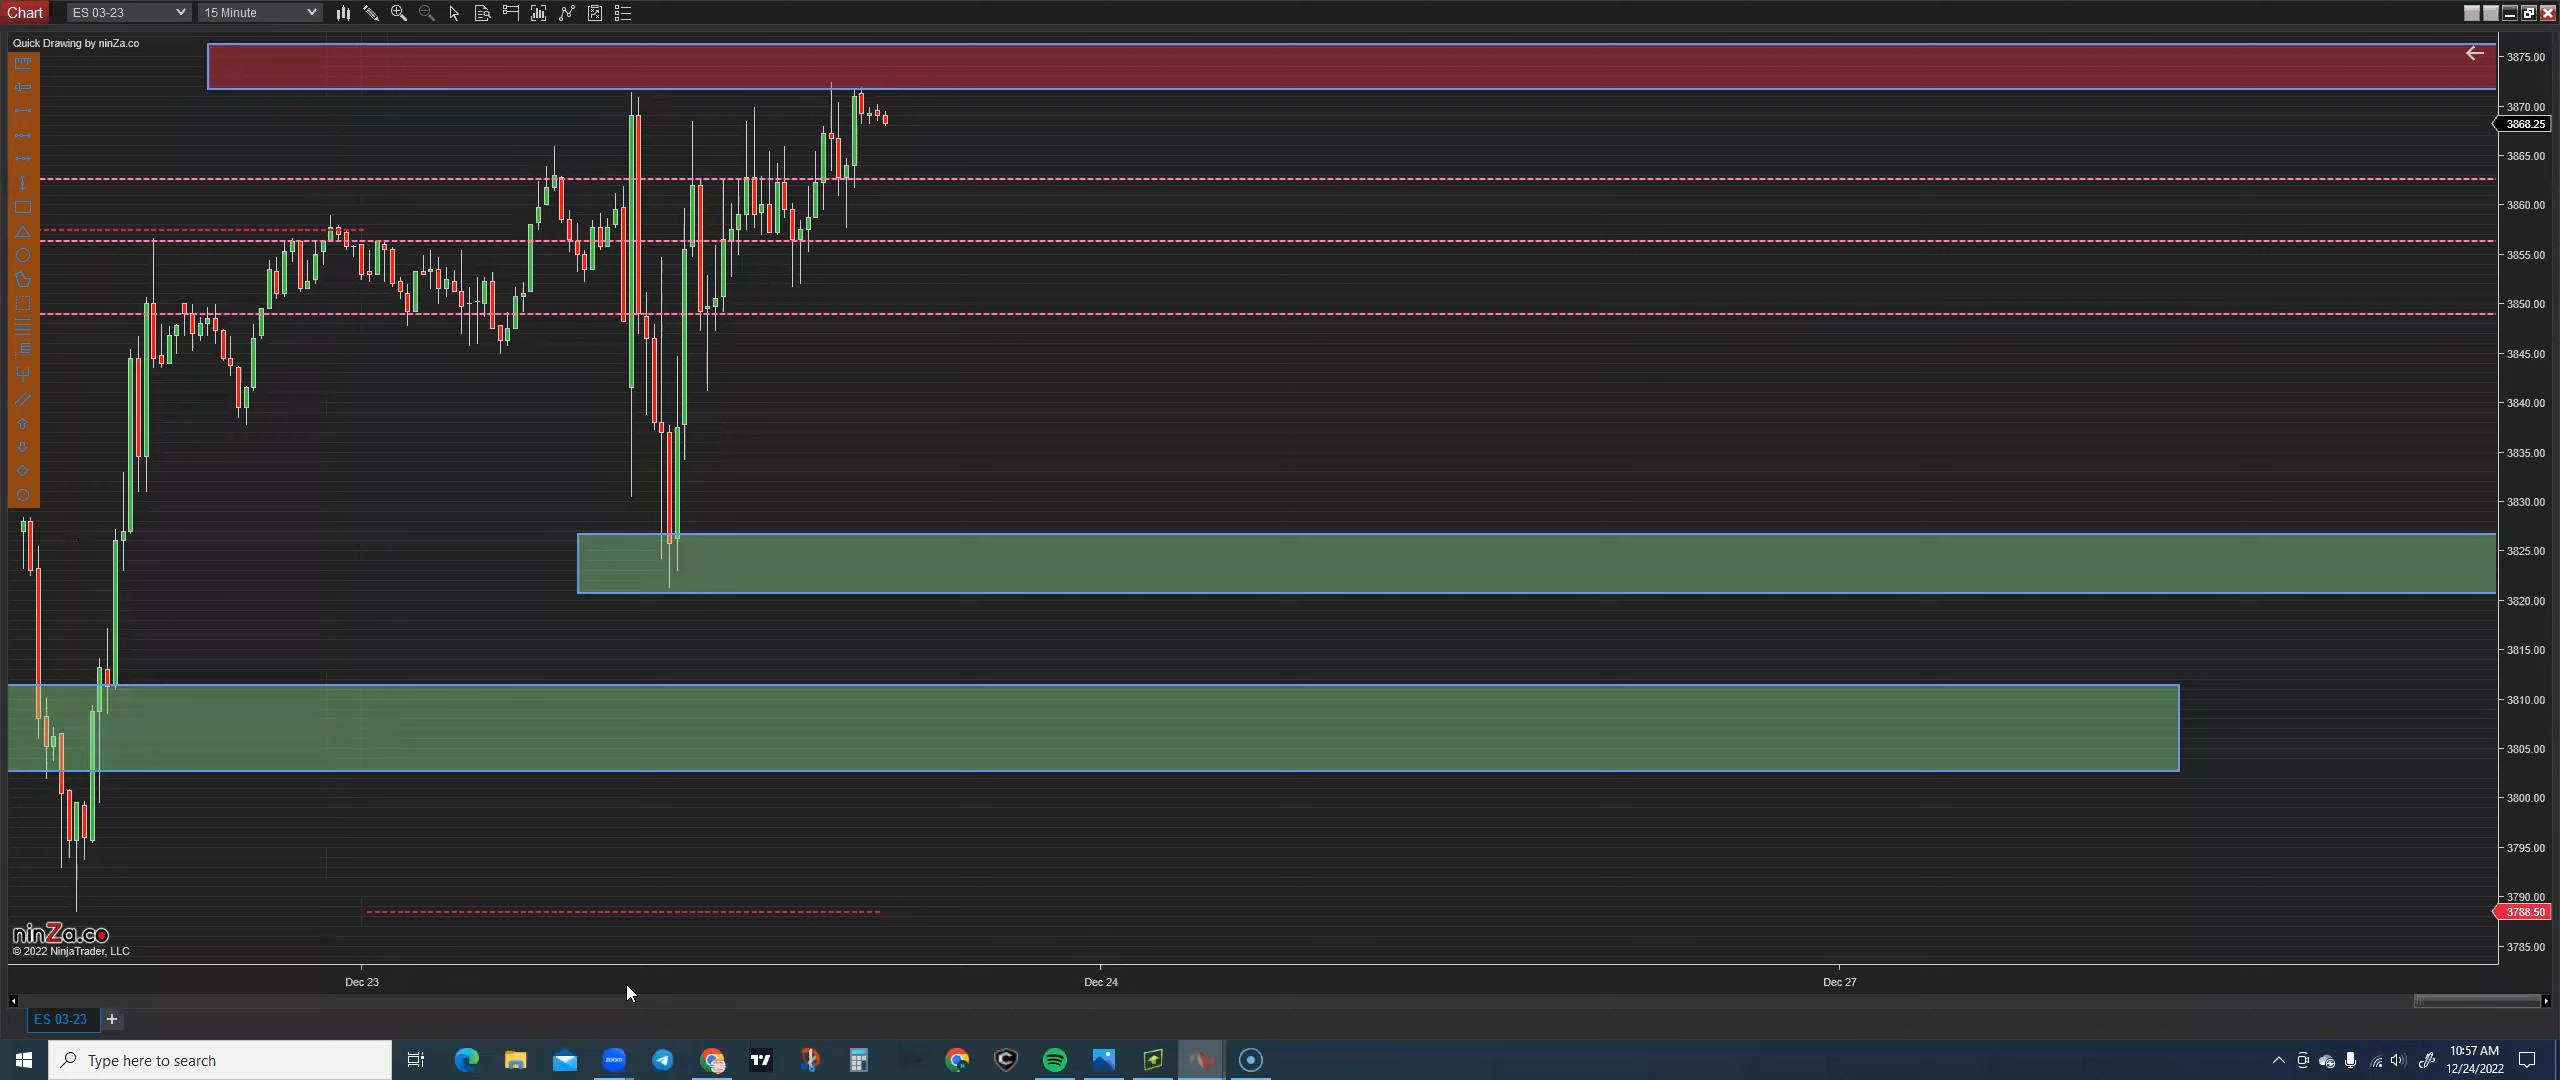 Chart ES 03-23 15 Minute
Quick Drawing by ninZa.co
3875.00
3870.00
3868.25
3865.00
3860.00
3855.00
3850.00
3845.00
3840.00
3835.00
3830.00
3825.00
3820.00
3815.00
3810.00
3805.00
3800.00
3795.00
3790.00
3788.50
3785.00
ninZa.co
© 2022 NinjaTrader, LLC
Dec 23 Dec 24 Dec 27
ES 03-23 +
Type here to search
zoom
10:57 AM
12/24/2022